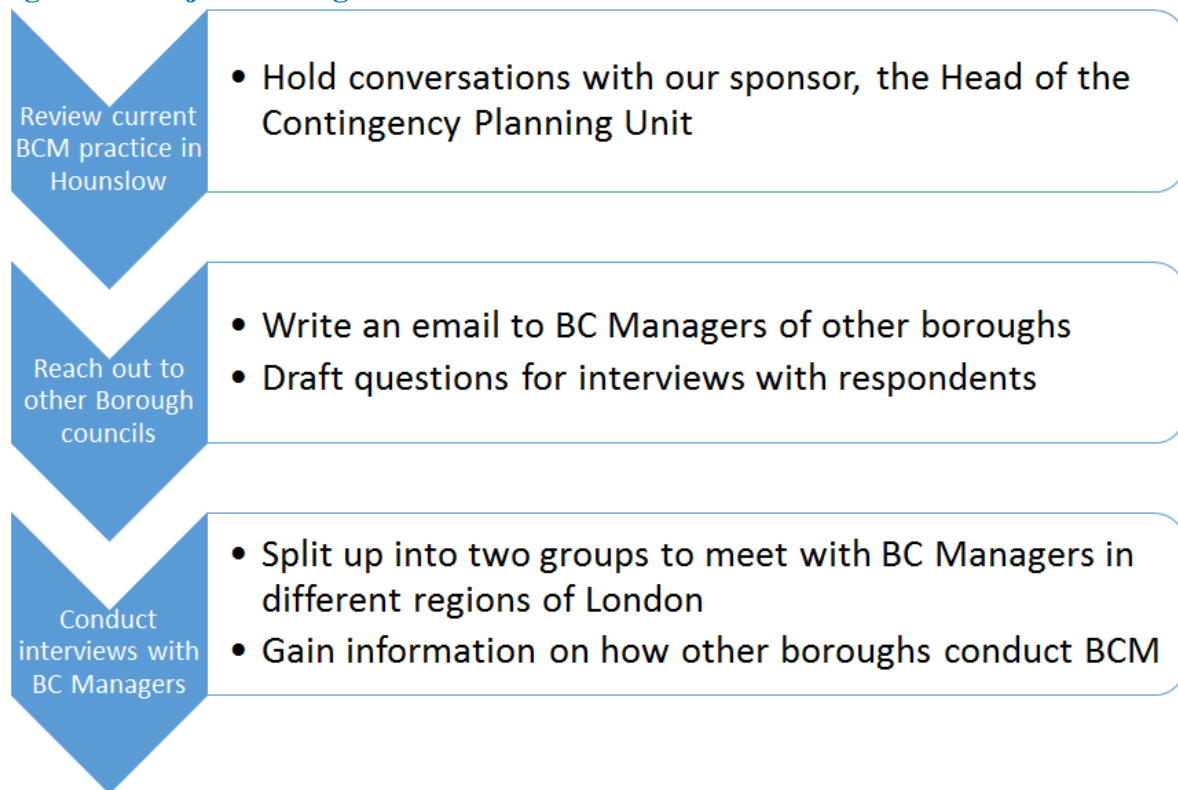 Review current
BCM practice in
Hounslow
• Hold conversations with our sponsor, the Head of the
Contingency Planning Unit
Reach out to
other Borough
councils
• Write an email to BC Managers of other boroughs
• Draft questions for interviews with respondents
Conduct
interviews with
BC Managers
• Split up into two groups to meet with BC Managers in
different regions of London
• Gain information on how other boroughs conduct BCM